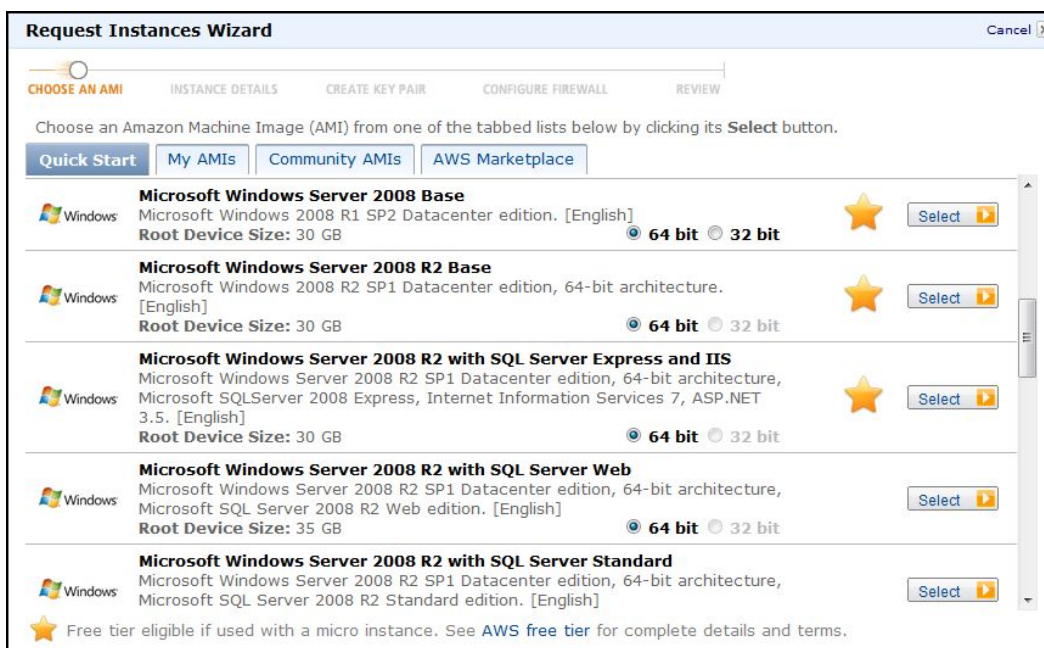 Request Instances Wizard
Cancel
CHOOSE AN AMI INSTANCE DETAILS CREATE KEY PAIR CONFIGURE FIREWALL REVIEW
Choose an Amazon Machine Image (AMI) from one of the tabbed lists below by clicking its Select button.
Quick Start My AMIs Community AMIs AWS Marketplace
Microsoft Windows Server 2008 Base
Windows Microsoft Windows 2008 R1 SP2 Datacenter edition. [English] Select
Root Device Size: 30 GB 64 bit 32 bit
Microsoft Windows Server 2008 R2 Base
Microsoft Windows 2008 R2 SP1 Datacenter edition, 64-bit architecture.
Windows [English] Select
Root Device Size: 30 GB 64 bit 32 bit
Microsoft Windows Server 2008 R2 with SQL Server Express and IIS
Microsoft Windows Server 2008 R2 SP1 Datacenter edition, 64-bit architecture,
Windows Microsoft SQLServer 2008 Express, Internet Information Services 7, ASP.NET Select
3.5. [English]
Root Device Size: 30 GB 64 bit 32 bit
Microsoft Windows Server 2008 R2 with SQL Server Web
Microsoft Windows Server 2008 R2 SP1 Datacenter edition, 64-bit architecture,
Windows Microsoft SQL Server 2008 R2 Web edition. [English] Select
Root Device Size: 35 GB 64 bit 32 bit
Microsoft Windows Server 2008 R2 with SQL Server Standard
Microsoft Windows Server 2008 R2 SP1 Datacenter edition, 64-bit architecture,
Windows Microsoft SQL Server 2008 R2 Standard edition. [English] Select
Free tier eligible if used with a micro instance. See AWS free tier for complete details and terms.